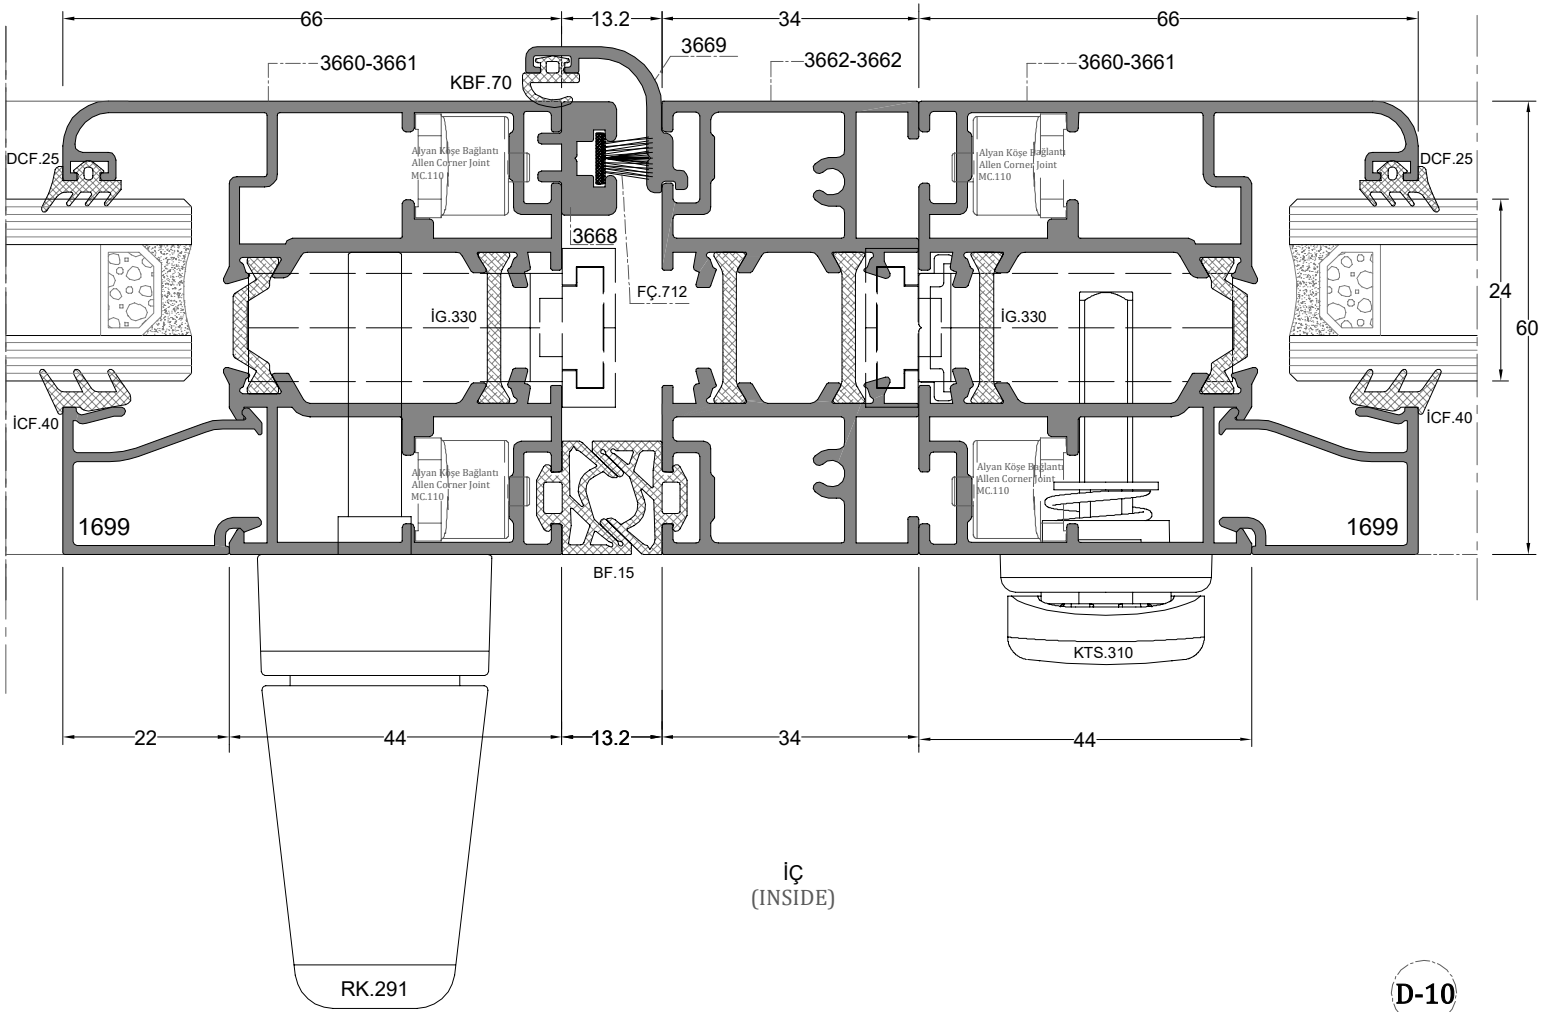 66
13.2
34
66
3660-3661
KBF.70
3669
3662-3662
3660-3661
DCF.25
Alyan Köşe Bağlantı
Allen Corner Joint
MC.110
Alyan Köşe Bağlantı
Allen Corner Joint
MC.110
DCF.25
3668
FÇ.712
İG.330
İG.330
24
60
İCF.40
İCF.40
Alyan Köşe Bağlantı
Allen Corner Joint
MC.110
Alyan Köşe Bağlantı
Allen Corner Joint
MC.110
1699
1699
BF.15
KTS.310
22
44
13.2
34
44
İÇ
(INSIDE)
RK.291
D-10